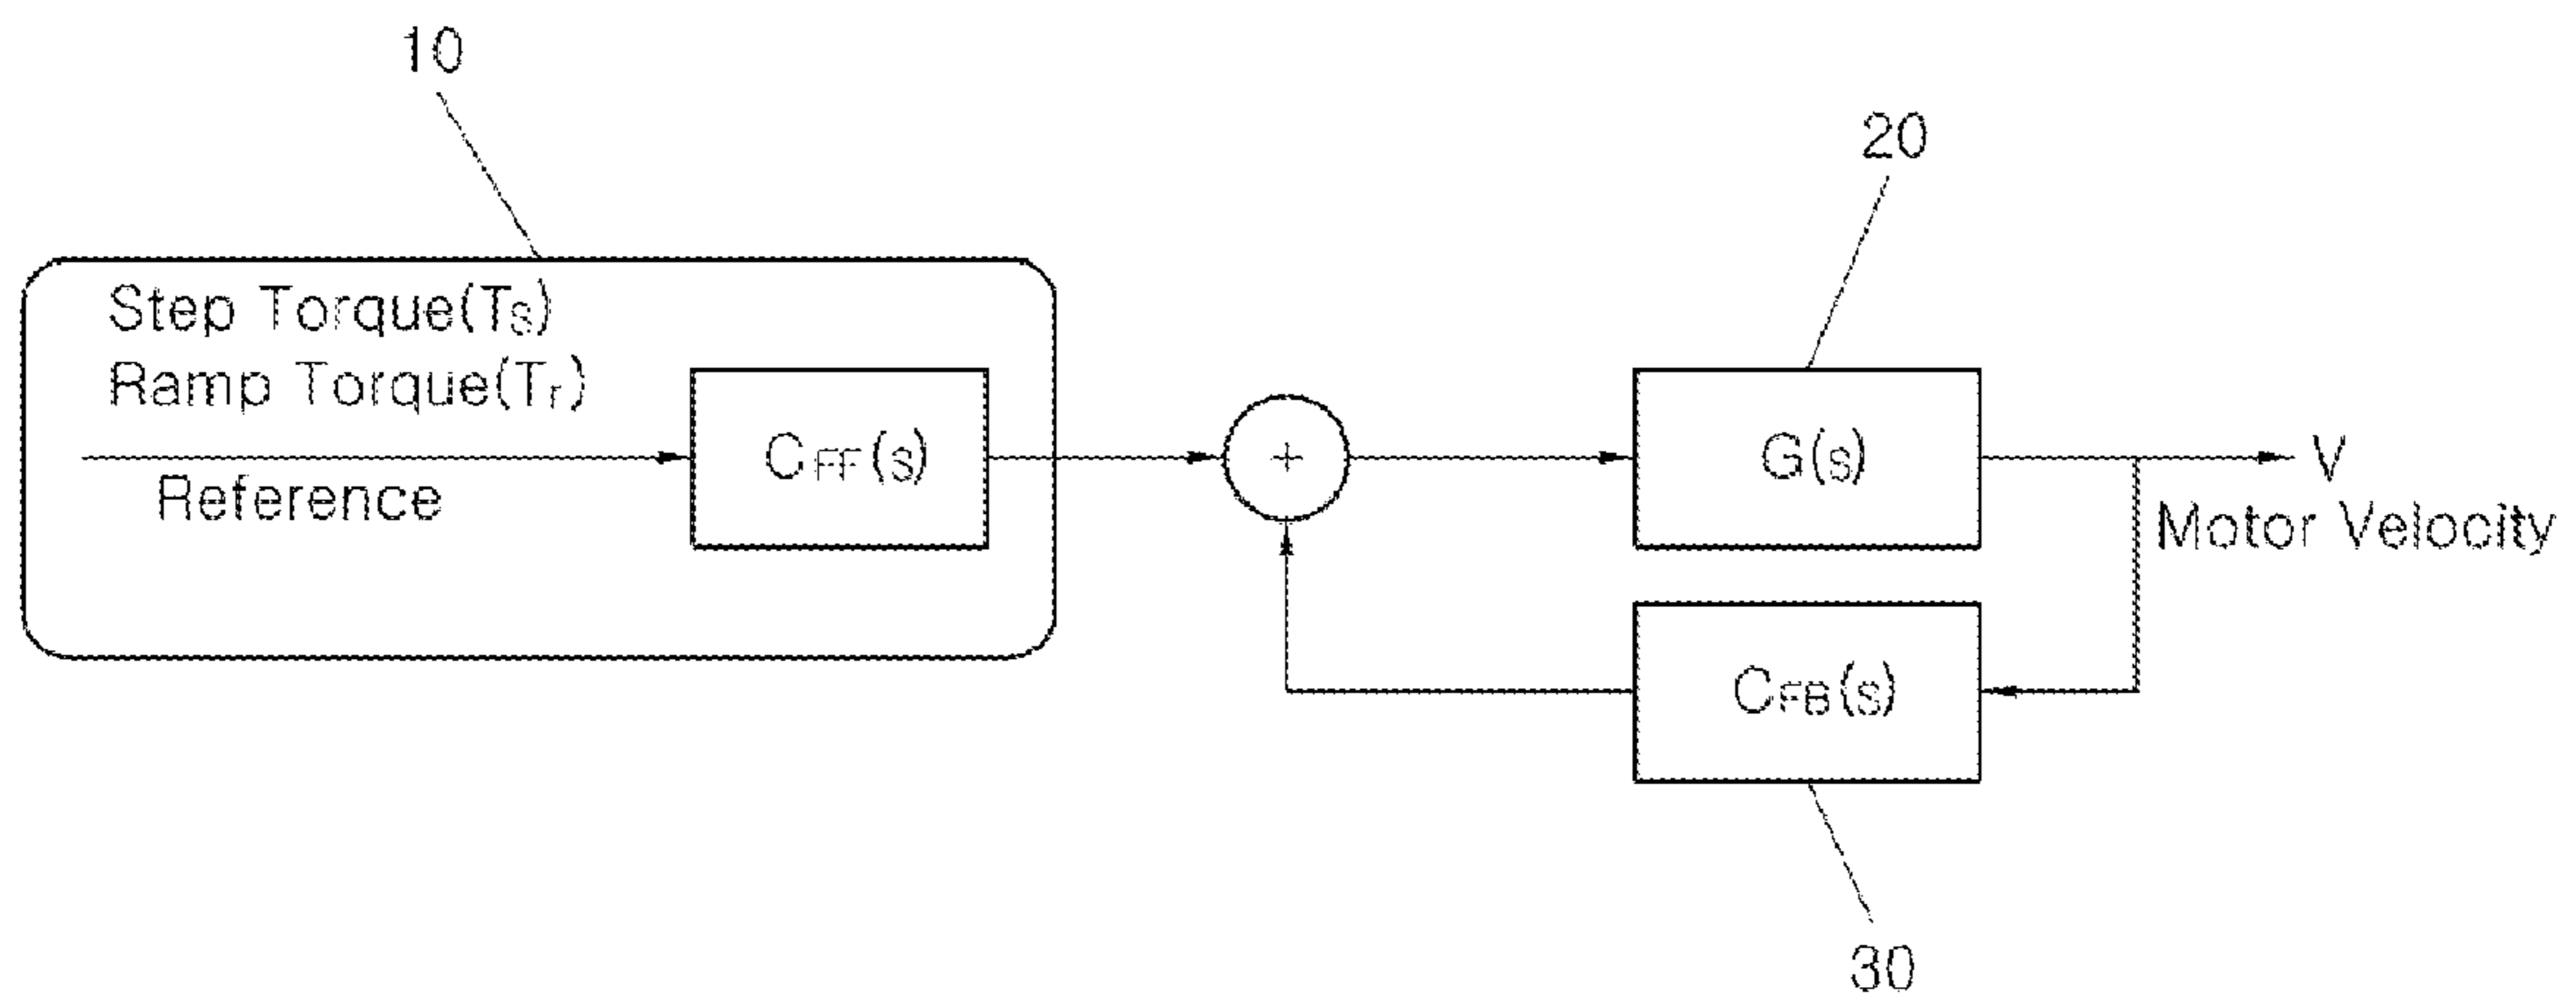 10
20
Step Torque(Ts)
Ramp Torque(Tr)
Reference
CFF(s)
+
G(s)
V
Motor Velocity
CFB(s)
30